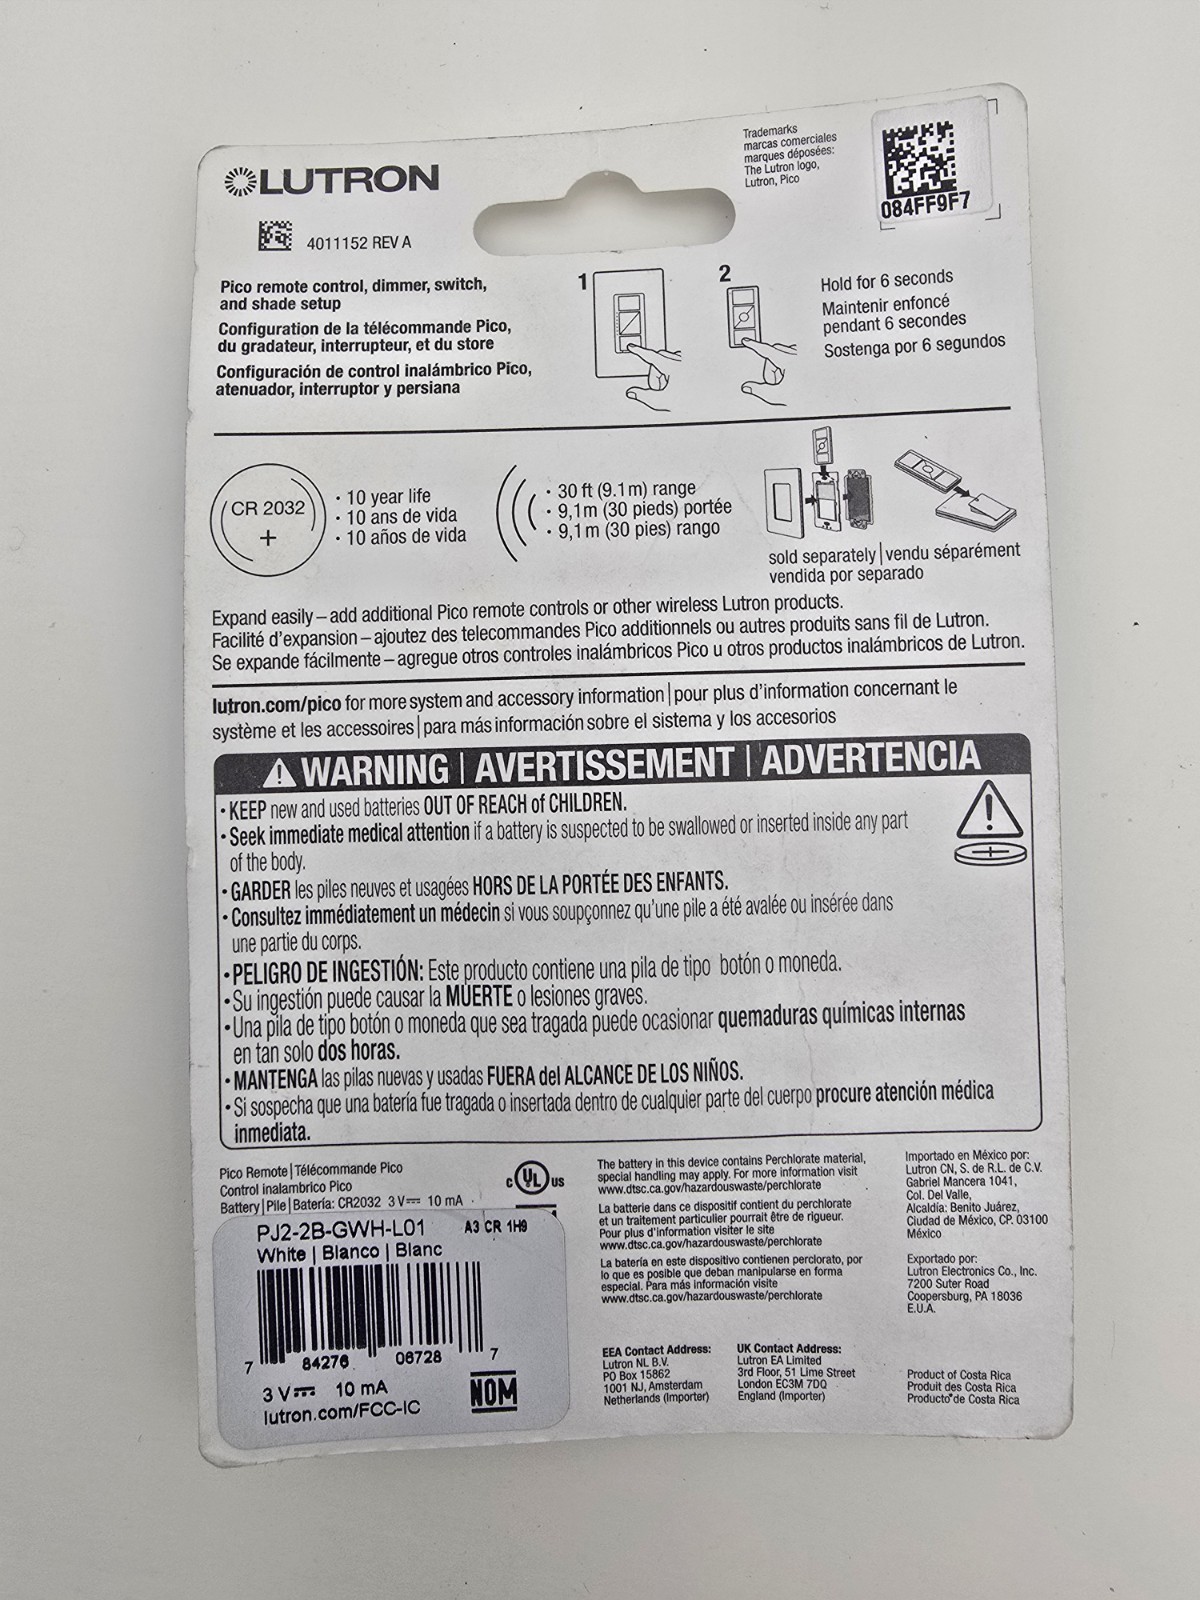 LUTRON
4011152 REV A
Trademarks
marcas comerciales
marques déposées:
The Lutron logo,
Lutron, Pico
084FF9F7
Pico remote control, dimmer, switch,
and shade setup
Configuration de la télécommande Pico,
du gradateur, interrupteur, et du store
Configuración de control inalámbrico Pico,
atenuador, interruptor y persiana
1
2
Hold for 6 seconds
Maintenir enfoncé
pendant 6 secondes
Sostenga por 6 segundos
CR 2032
+
· 10 year life
· 10 ans de vida
· 10 años de vida
· 30 ft (9.1 m) range
· 9,1m (30 pieds) portée
· 9,1 m (30 pies) rango
sold separately | vendu séparément
vendida por separado
Expand easily – add additional Pico remote controls or other wireless Lutron products.
Facilité d'expansion – ajoutez des telecommandes Pico additionnels ou autres produits sans fil de Lutron.
Se expande fácilmente – agregue otros controles inalámbricos Pico u otros productos inalámbricos de Lutron.
lutron.com/pico for more system and accessory information | pour plus d'information concernant le
système et les accessoires | para más información sobre el sistema y los accesorios
WARNING | AVERTISSEMENT | ADVERTENCIA
· KEEP new and used batteries OUT OF REACH of CHILDREN.
· Seek immediate medical attention if a battery is suspected to be swallowed or inserted inside any part
of the body.
· GARDER les piles neuves et usagées HORS DE LA PORTÉE DES ENFANTS.
· Consultez immédiatement un médecin si vous soupçonnez qu'une pile a été avalée ou insérée dans
une partie du corps.
· PELIGRO DE INGESTIÓN: Este producto contiene una pila de tipo botón o moneda.
· Su ingestión puede causar la MUERTE o lesiones graves.
· Una pila de tipo botón o moneda que sea tragada puede ocasionar quemaduras químicas internas
en tan solo dos horas.
· MANTENGA las pilas nuevas y usadas FUERA del ALCANCE DE LOS NIÑOS.
· Si sospecha que una batería fue tragada o insertada dentro de cualquier parte del cuerpo procure atención médica
inmediata.
Pico Remote | Télécommande Pico
Control inalambrico Pico
Battery | Pile | Batería: CR2032 3 V 10 mA
c UL US
PJ2-2B-GWH-L01 A3 CR 1H9
White | Blanco | Blanc
7 84276 06728 7
3 V 10 mA
lutron.com/FCC-IC
NOM
The battery in this device contains Perchlorate material,
special handling may apply. For more information visit
www.dtsc.ca.gov/hazardouswaste/perchlorate
La batterie dans ce dispositif contient du perchlorate
et un traitement particulier pourrait être de rigueur.
Pour plus d'information visiter le site
www.dtsc.ca.gov/hazardouswaste/perchlorate
La batería en este dispositivo contienen perclorato, por
lo que es posible que deban manipularse en forma
especial. Para más información visite
www.dtsc.ca.gov/hazardouswaste/perchlorate
EEA Contact Address:
Lutron NL B.V.
PO Box 15862
1001 NJ, Amsterdam
Netherlands (Importer)
UK Contact Address:
Lutron EA Limited
3rd Floor, 51 Lime Street
London EC3M 7DQ
England (Importer)
Importado en México por:
Lutron CN, S. de R.L. de C.V.
Gabriel Mancera 1041,
Col. Del Valle,
Alcaldía: Benito Juárez,
Ciudad de México, CP. 03100
México
Exportado por:
Lutron Electronics Co., Inc.
7200 Suter Road
Coopersburg, PA 18036
E.U.A.
Product of Costa Rica
Produit des Costa Rica
Producto de Costa Rica